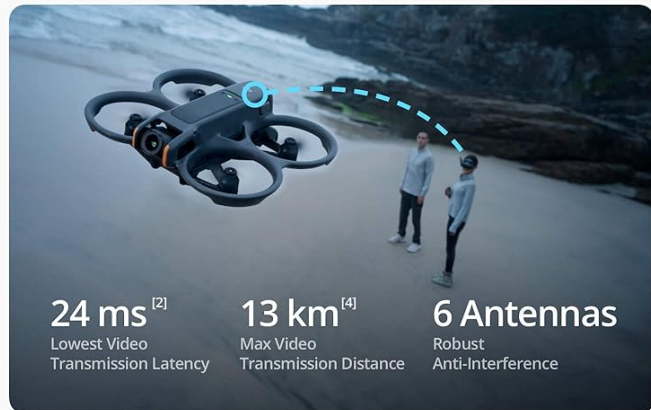 24 ms [2]
Lowest Video
Transmission Latency
13 km [4]
Max Video
Transmission Distance
6 Antennas
Robust
Anti-Interference